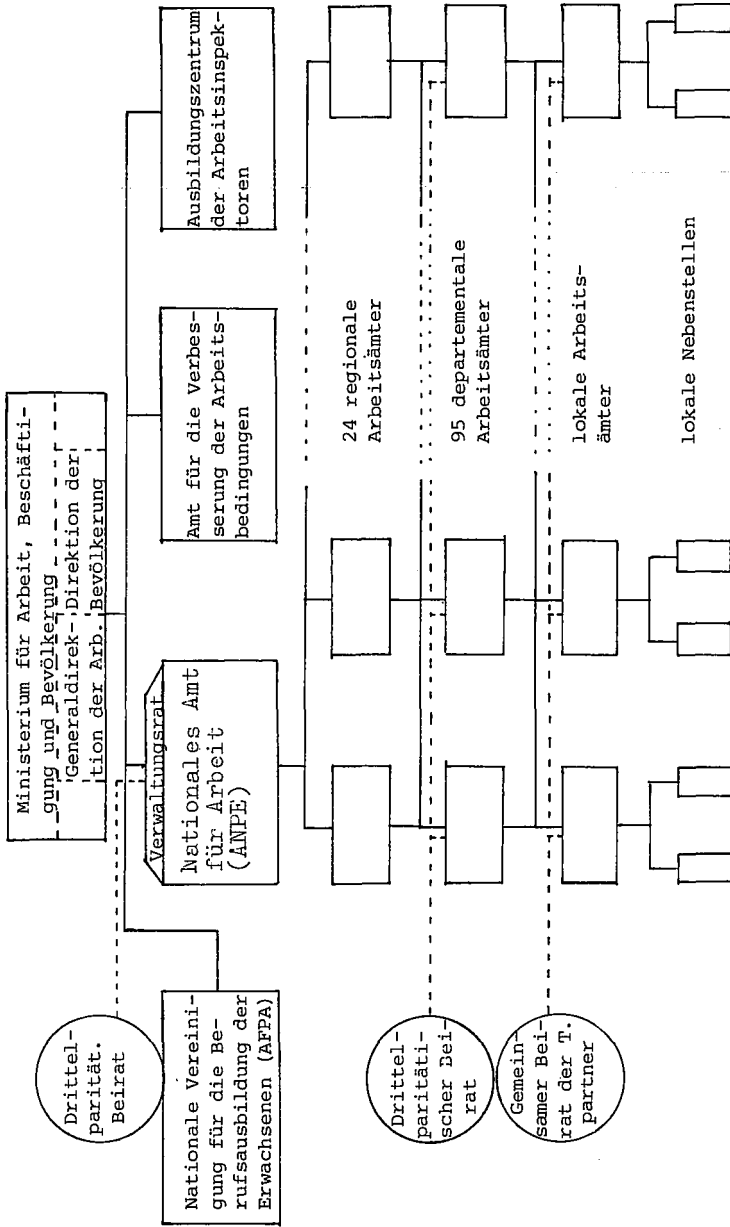 Ministerium für Arbeit, Beschäfti-
gung und Bevölkerung
Generaldirek-
tion der Arb.
Direktion der
Bevölkerung
Drittel-
parität.
Beirat
Verwaltungsrat
Nationale Vereini-
gung für die Be-
rufsausbildung der
Erwachsenen (AFPA)
Nationales Amt
für Arbeit
(ANPE)
Amt für die Verbes-
serung der Arbeits-
bedingungen
Ausbildungszentrum
der Arbeitsinspek-
toren
24 regionale
Arbeitsämter
Drittel-
paritäti-
scher Bei-
rat
95 departementale
Arbeitsämter
Gemein-
samer Bei-
rat der T.
partner
lokale Arbeits-
ämter
lokale Nebenstellen